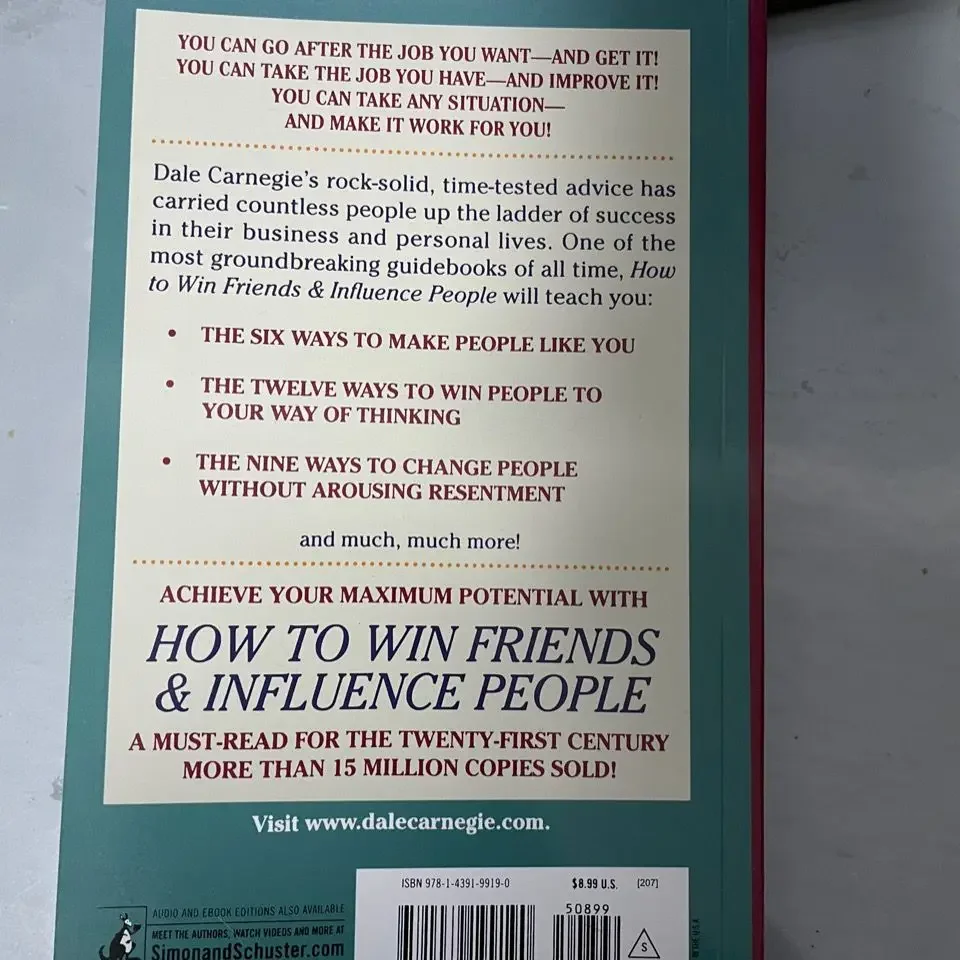 YOU CAN GO AFTER THE JOB YOU WANT—AND GET IT!
YOU CAN TAKE THE JOB YOU HAVE—AND IMPROVE IT!
YOU CAN TAKE ANY SITUATION—
AND MAKE IT WORK FOR YOU!
Dale Carnegie's rock-solid, time-tested advice has
carried countless people up the ladder of success
in their business and personal lives. One of the
most groundbreaking guidebooks of all time, How
to Win Friends & Influence People will teach you:
• THE SIX WAYS TO MAKE PEOPLE LIKE YOU
• THE TWELVE WAYS TO WIN PEOPLE TO
YOUR WAY OF THINKING
• THE NINE WAYS TO CHANGE PEOPLE
WITHOUT AROUSING RESENTMENT
and much, much more!
ACHIEVE YOUR MAXIMUM POTENTIAL WITH
HOW TO WIN FRIENDS
& INFLUENCE PEOPLE
A MUST-READ FOR THE TWENTY-FIRST CENTURY
MORE THAN 15 MILLION COPIES SOLD!
Visit www.dalecarnegie.com.
ISBN 978-1-4391-9919-0 $8.99 U.S. [207]
50899
S
AUDIO AND EBOOK EDITIONS ALSO AVAILABLE
MEET THE AUTHORS, WATCH VIDEOS AND MORE AT
SimonandSchuster.com